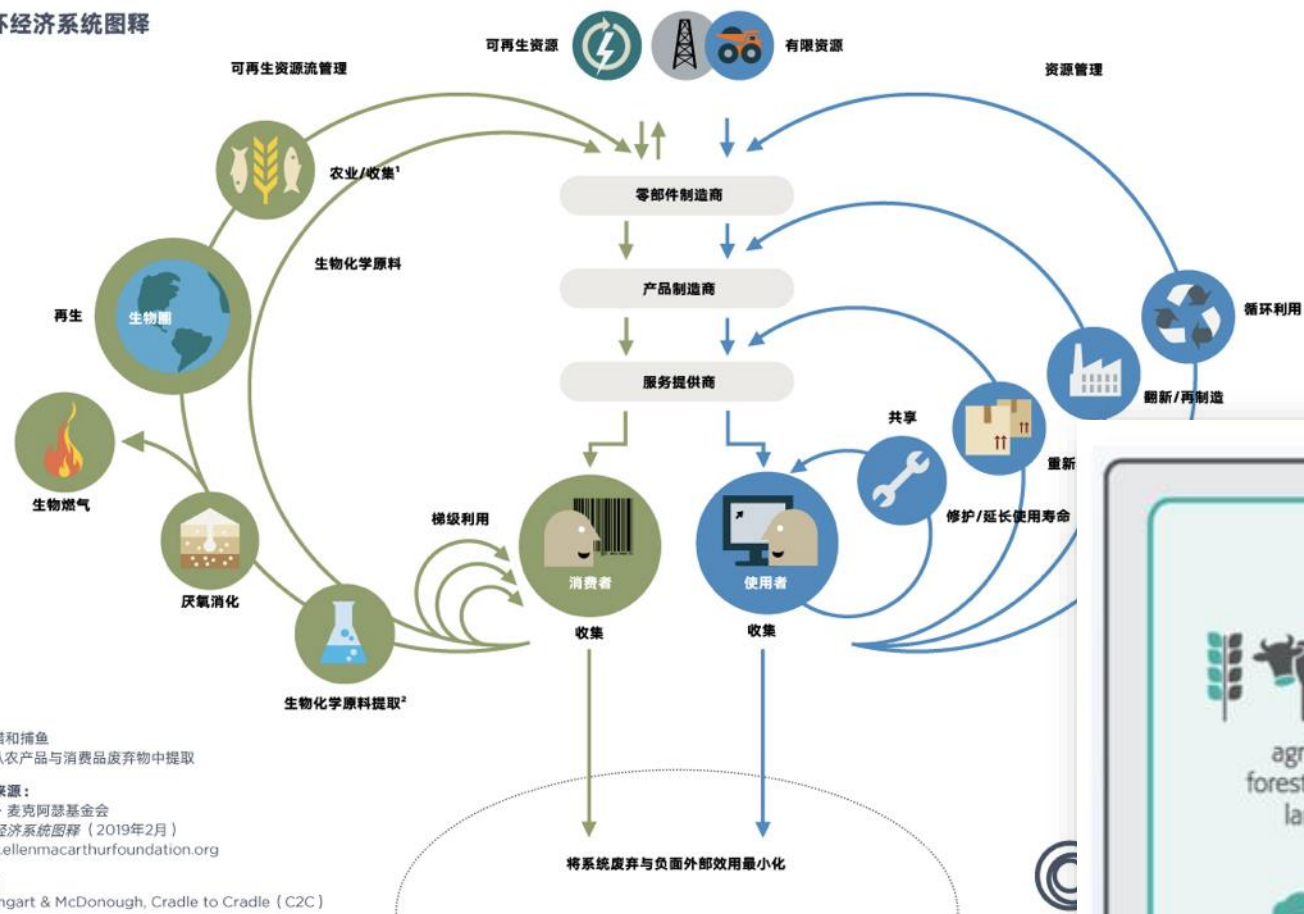 环经济系统图释
可再生资源
有限资源
可再生资源流管理
资源管理
农业/收集¹
零部件制造商
生物化学原料
产品制造商
再生
生物圈
循环利用
服务提供商
翻新/再制造
共享
重新
生物燃气
梯级利用
修护/延长使用寿命
消费者
使用者
厌氧消化
收集
收集
生物化学原料提取²
和捕鱼
从农产品与消费品废弃物中提取
来源：
麦克阿瑟基金会
经济系统图释（2019年2月）
ellenmacarthurfoundation.org
将系统废弃与负面外部效用最小化
ngart & McDonough, Cradle to Cradle (C2C)
agr
forest
la